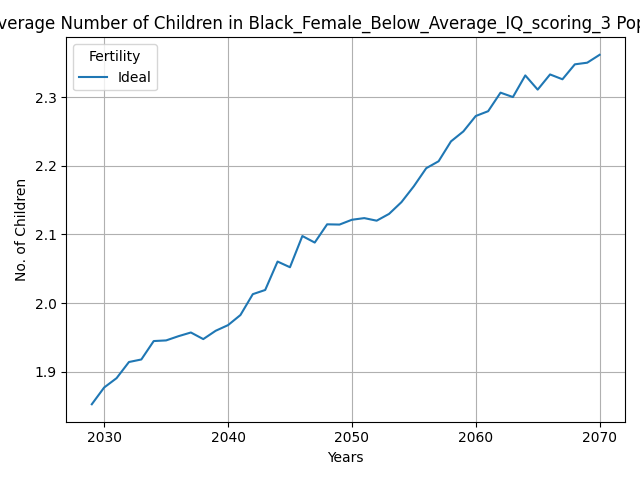 verage Number of Children in Black_Female_Below_Average_IQ_scoring_3 Pop
Fertility
Ideal
No. of Children
2.3
2.2
2.1
2.0
1.9
2030 2040 2050 2060 2070
Years